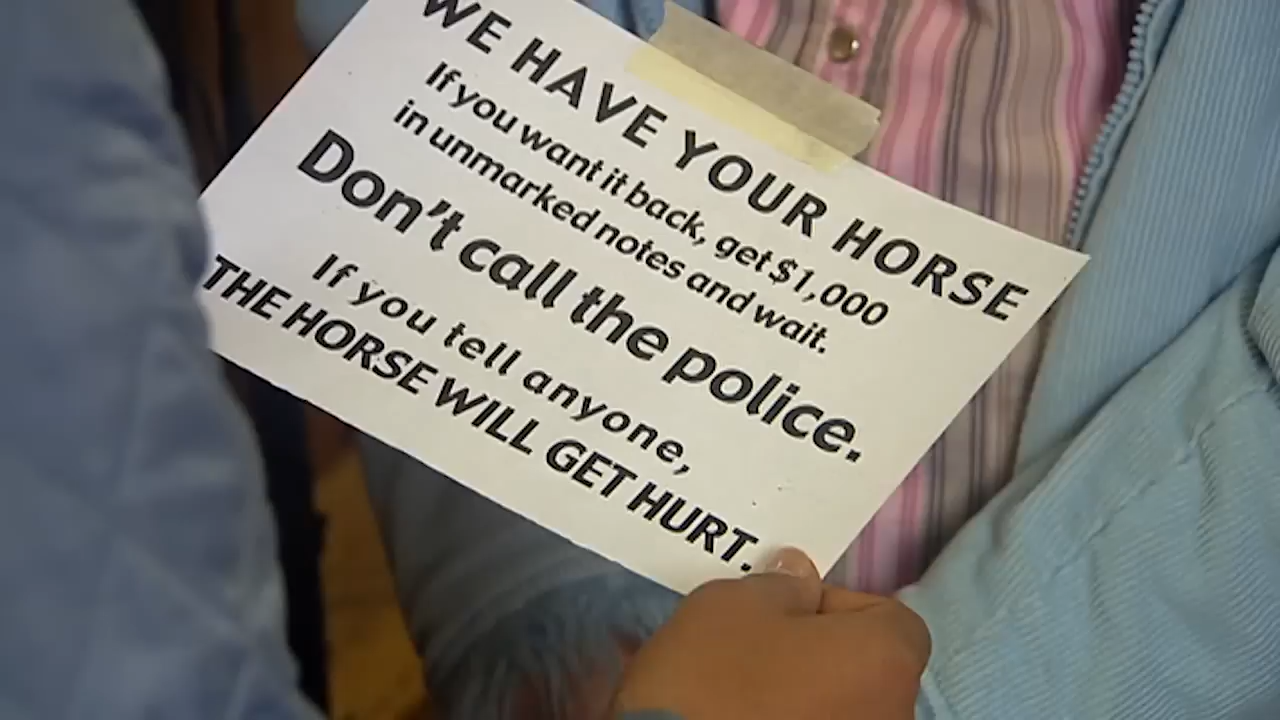 WE HAVE YOUR HORSE
If you want it back, get $1,000
in unmarked notes and wait.
Don't call the police.
If you tell anyone,
THE HORSE WILL GET HURT.